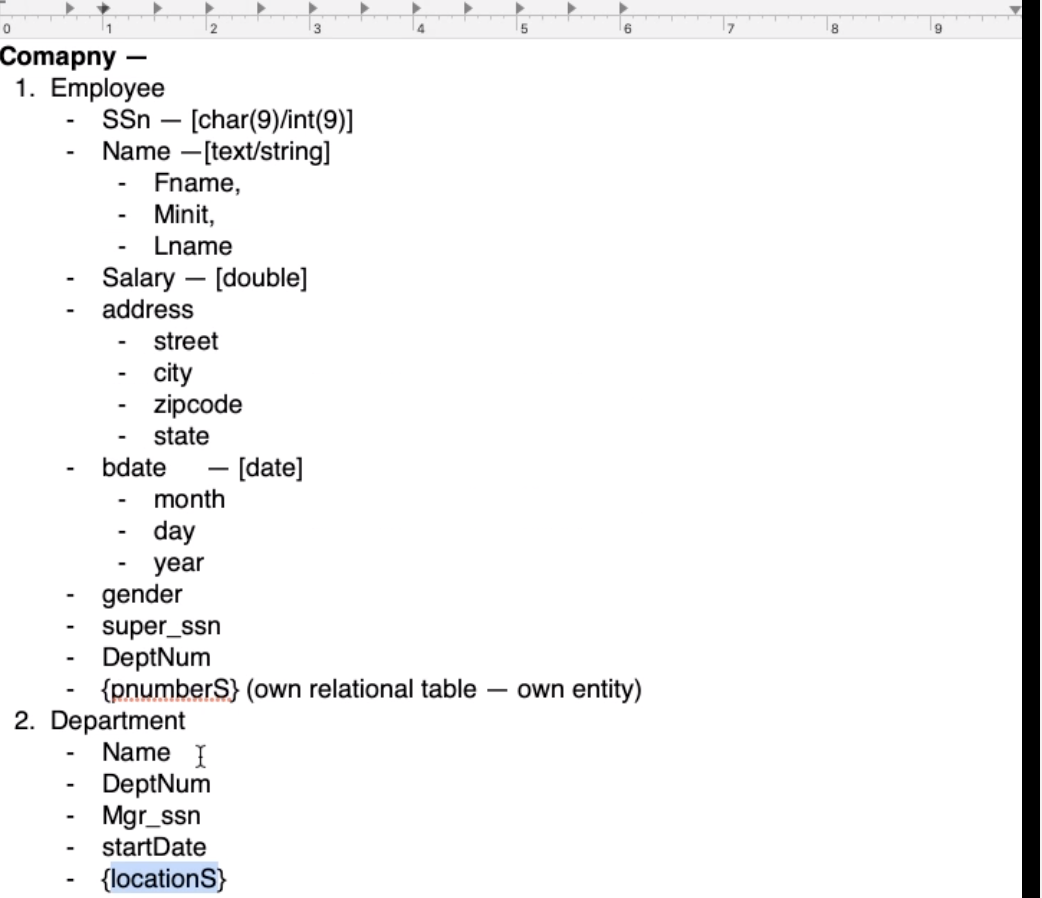 0 1 2 3 4 5 6 7 8 9
Comapny —
1. Employee
- SSn — [char(9)/int(9)]
- Name —[text/string]
- Fname,
- Minit,
- Lname
- Salary — [double]
- address
- street
- city
- zipcode
- state
- bdate — [date]
- month
- day
- year
- gender
- super_ssn
- DeptNum
- {pnumberS} (own relational table — own entity)
2. Department
- Name
- DeptNum
- Mgr_ssn
- startDate
- {locationS}